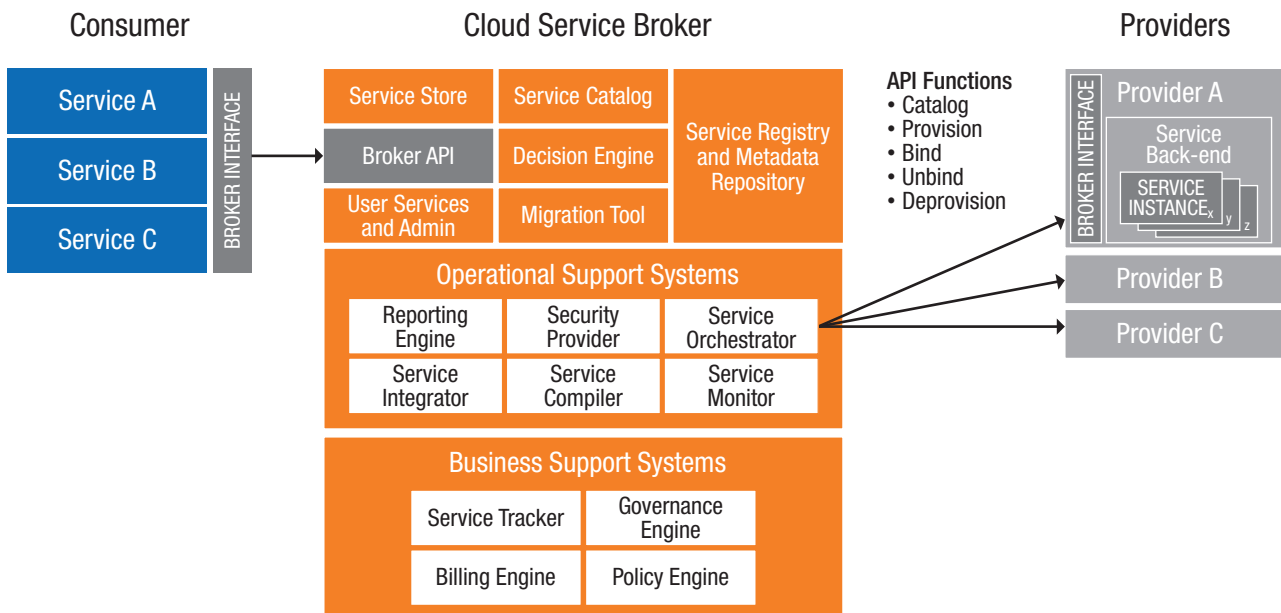 Consumer
Service A
Service B
Service C
BROKER INTERFACE
Cloud Service Broker
Service Store
Service Catalog
Broker API
Decision Engine
User Services
and Admin
Migration Tool
Service Registry
and Metadata
Repository
Operational Support Systems
Reporting
Engine
Security
Provider
Service
Orchestrator
Service
Integrator
Service
Compiler
Service
Monitor
Business Support Systems
Service Tracker
Governance
Engine
Billing Engine
Policy Engine
API Functions
• Catalog
• Provision
• Bind
• Unbind
• Deprovision
Providers
BROKER INTERFACE
Provider A
Service
Back-end
SERVICE
INSTANCEx
y
z
Provider B
Provider C